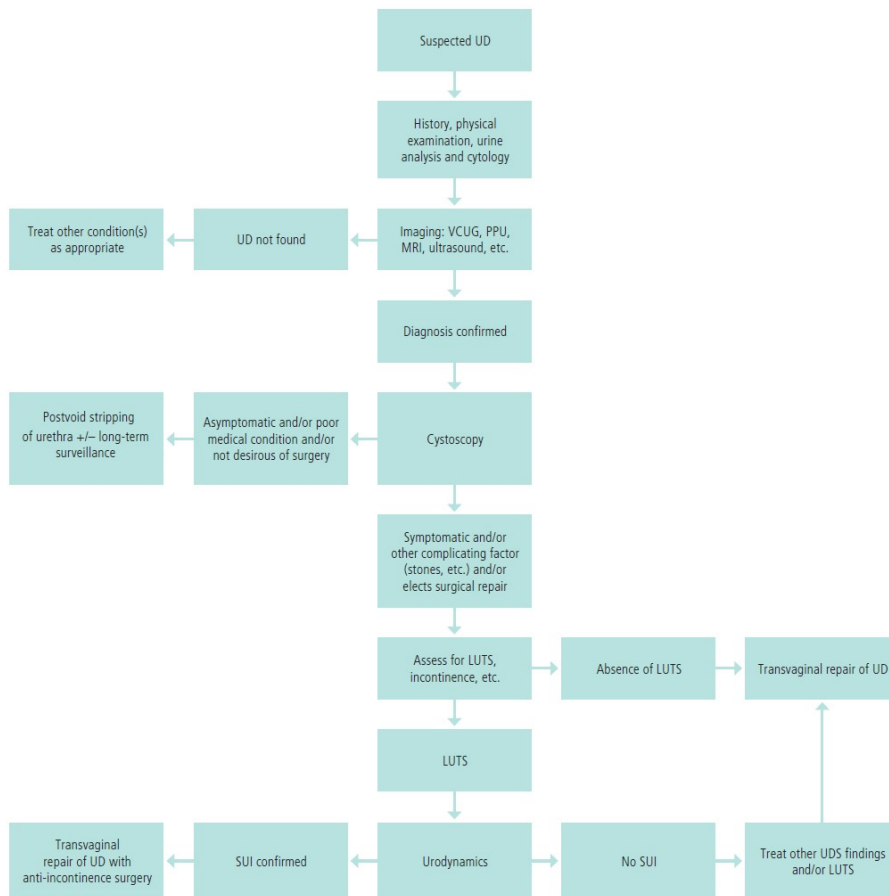 Suspected UD
History, physical
examination, urine
analysis and cytology
Treat other condition(s)
as appropriate
UD not found
Imaging: VCUG, PPU,
MRI, ultrasound, etc.
Diagnosis confirmed
Postvoid stripping
of urethra +/– long-term
surveillance
Asymptomatic and/or poor
medical condition and/or
not desirous of surgery
Cystoscopy
Symptomatic and/or
other complicating factor
(stones, etc.) and/or
elects surgical repair
Assess for LUTS,
incontinence, etc.
Absence of LUTS
Transvaginal repair of UD
LUTS
Transvaginal
repair of UD with
anti-incontinence surgery
SUI confirmed
Urodynamics
No SUI
Treat other UDS findings
and/or LUTS